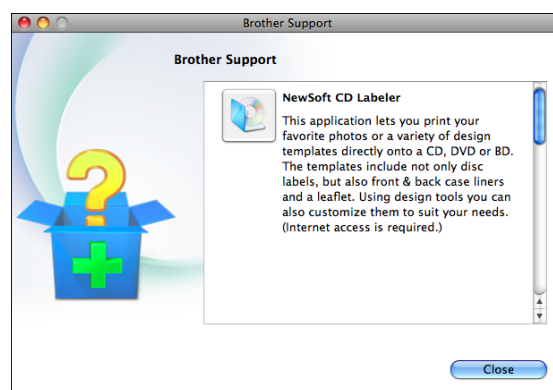 Brother Support
Brother Support
NewSoft CD Labeler
This application lets you print your
favorite photos or a variety of design
templates directly onto a CD, DVD or BD.
The templates include not only disc
labels, but also front & back case liners
and a leaflet. Using design tools you can
also customize them to suit your needs.
(Internet access is required.)
Close